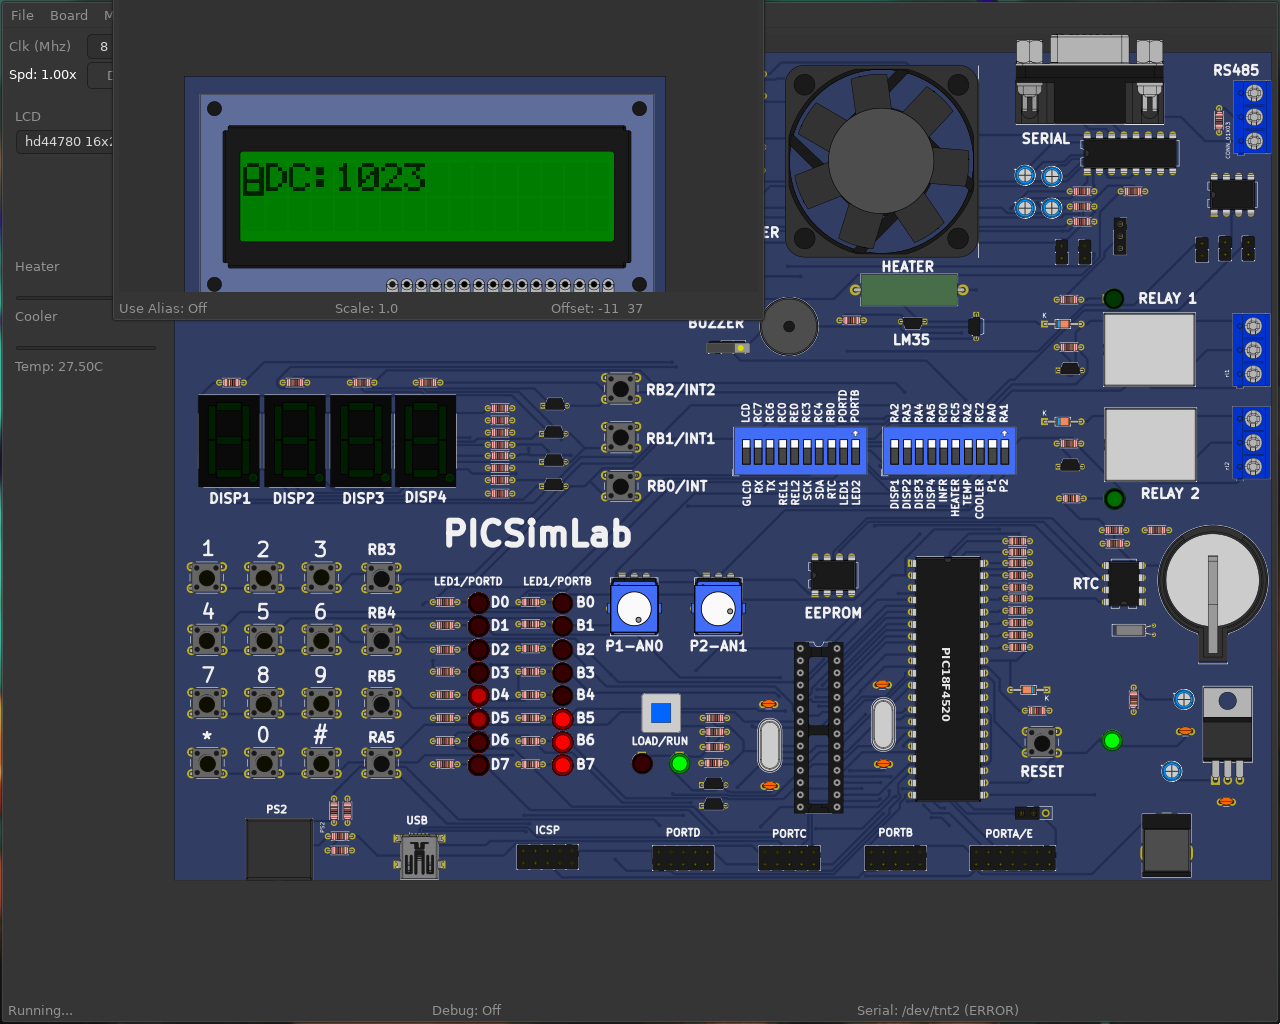 File Board M
Clk (Mhz) 8
Spd: 1.00x D
LCD
hd44780 16x2
Heater
Cooler
Temp: 27.50C
ADC:1023
Use Alias: Off Scale: 1.0 Offset: -11 37
ER
HEATER
SERIAL
RS485
CONN_01X03
BUZZER
LM35
RELAY 1
K
rl1
RELAY 2
K
rl2
RB2/INT2
RB1/INT1
RB0/INT
DISP1 DISP2 DISP3 DISP4
LCD RC7 RC6 RC0 RE0 RC3 RC4 RB0 PORTD PORTB
GLCD RX TX REL1 REL2 SCK SDA RTC LED1 LED2
RA2 RA3 RA4 RA5 RC0 RC5 RA2 RC2 RA0 RA1
DISP1 DISP2 DISP3 DISP4 INFR HEATER TEMP COOLER P1 P2
PICSimLab
1 2 3 RB3
4 5 6 RB4
7 8 9 RB5
* 0 # RA5
LED1/PORTD LED1/PORTB
D0 B0
D1 B1
D2 B2
D3 B3
D4 B4
D5 B5
D6 B6
D7 B7
P1-AN0 P2-AN1
EEPROM
PIC18F4520
RTC
LOAD/RUN
K
RESET
PS2
PS2
USB
ICSP
PORTD
PORTC
PORTB
PORTA/E
Running... Debug: Off Serial: /dev/tnt2 (ERROR)